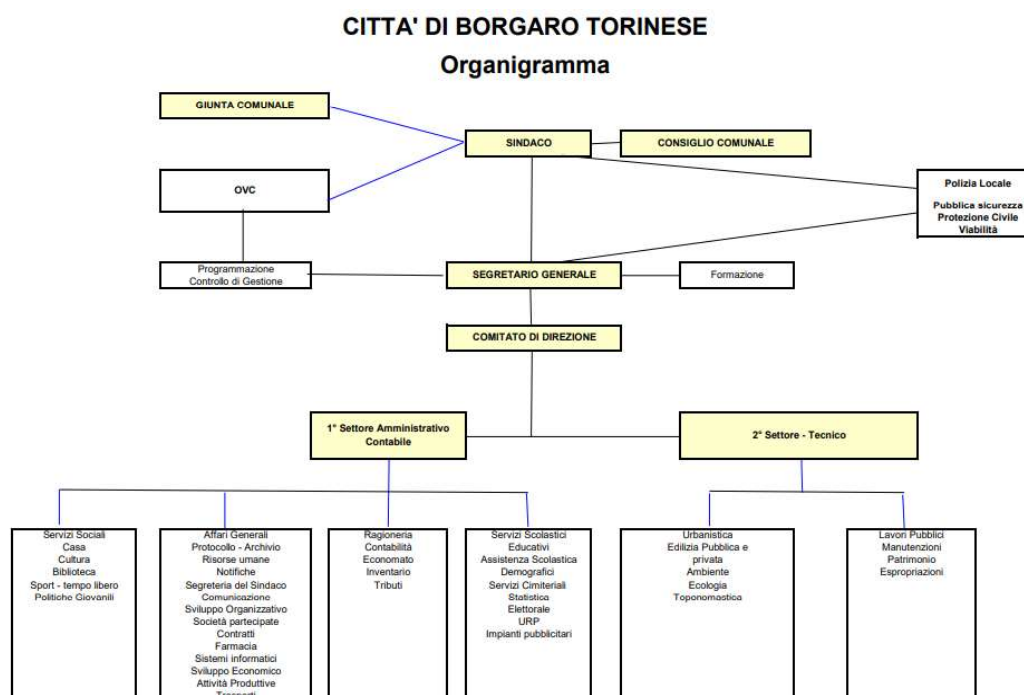 CITTA' DI BORGARO TORINESE
Organigramma
GIUNTA COMUNALE
SINDACO
CONSIGLIO COMUNALE
OVC
Polizia Locale
Pubblica sicurezza
Protezione Civile
Viabilità
Programmazione
Controllo di Gestione
SEGRETARIO GENERALE
Formazione
COMITATO DI DIREZIONE
1° Settore Amministrativo
Contabile
2° Settore - Tecnico
Servizi Sociali
Casa
Cultura
Biblioteca
Sport - tempo libero
Politiche Giovanili
Affari Generali
Protocollo - Archivio
Risorse umane
Notifiche
Segreteria del Sindaco
Comunicazione
Sviluppo Organizzativo
Società partecipate
Contratti
Farmacia
Sistemi informatici
Sviluppo Economico
Attività Produttive
Trasporti
Ragioneria
Contabilità
Economato
Inventario
Tributi
Servizi Scolastici
Educativi
Assistenza Scolastica
Demografici
Servizi Cimiteriali
Statistica
Elettorale
URP
Impianti pubblicitari
Urbanistica
Edilizia Pubblica e
privata
Ambiente
Ecologia
Toponomastica
Lavori Pubblici
Manutenzioni
Patrimonio
Espropriazioni